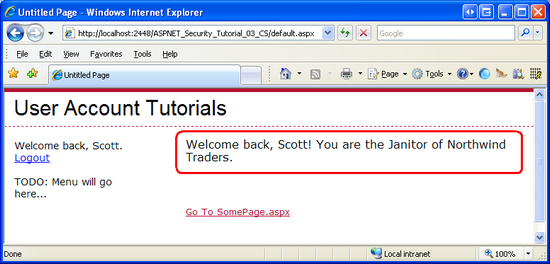 Untitled Page - Windows Internet Explorer
http://localhost:2448/ASPNET_Security_Tutorial_03_CS/default.aspx
Google
File Edit View Favorites Tools Help
Untitled Page
Page Tools
User Account Tutorials
Welcome back, Scott.
Logout
TODO: Menu will go
here...
Welcome back, Scott! You are the Janitor of Northwind
Traders.
Go To SomePage.aspx
Done
Local intranet
100%